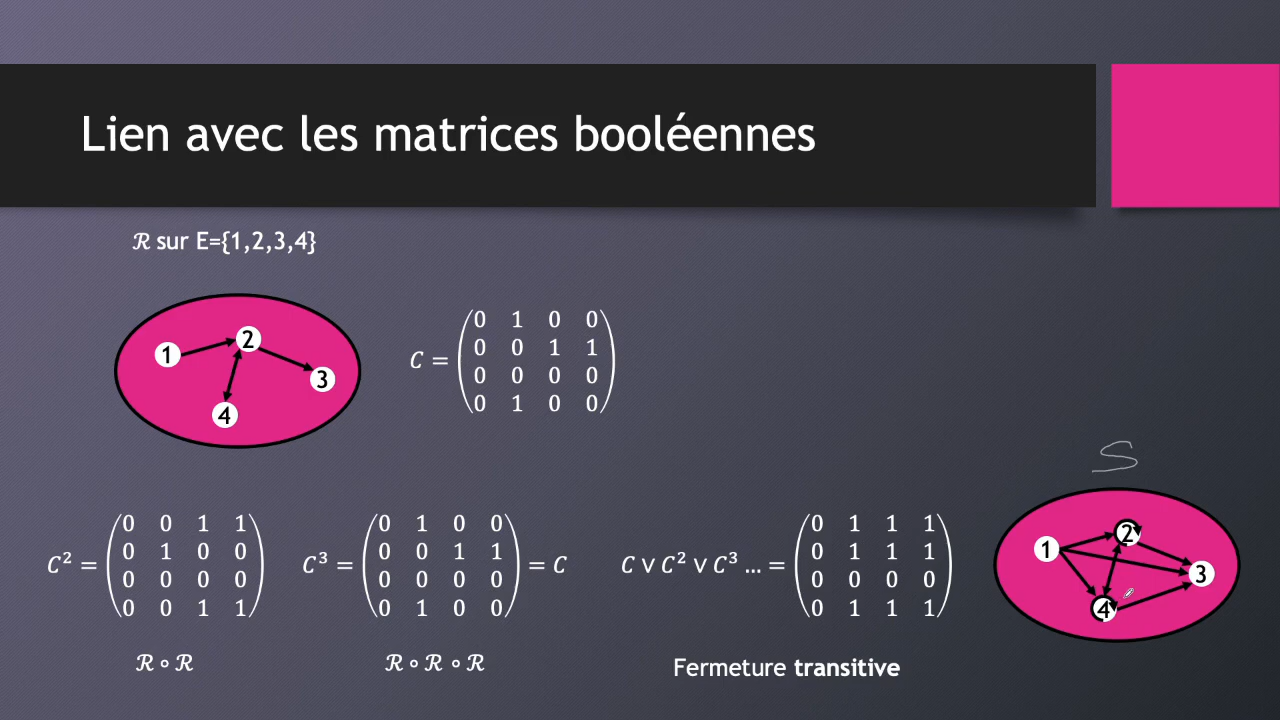 Lien avec les matrices booléennes
ℛ sur E={1,2,3,4}
1 2 3 4
C = 
0 1 0 0
0 0 1 1
0 0 0 0
0 1 0 0
S
C² = 
0 0 1 1
0 1 0 0
0 0 0 0
0 0 1 1
C³ = 
0 1 0 0
0 0 1 1
0 0 0 0
0 1 0 0
= C
C ∨ C² ∨ C³ … = 
0 1 1 1
0 1 1 1
0 0 0 0
0 1 1 1
1 2 3 4
ℛ ∘ ℛ
ℛ ∘ ℛ ∘ ℛ
Fermeture transitive